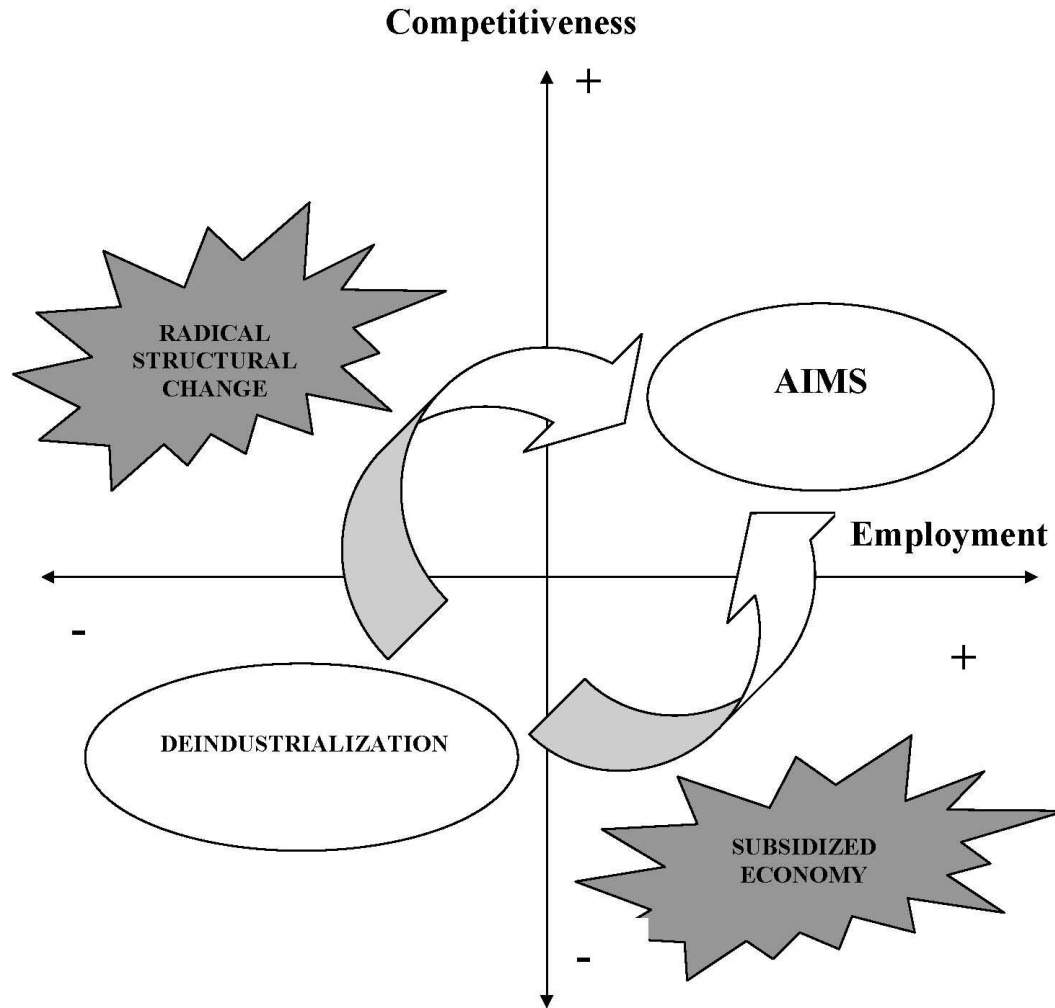 Competitiveness
+
RADICAL
STRUCTURAL
CHANGE
AIMS
Employment
-
+
DEINDUSTRIALIZATION
SUBSIDIZED
ECONOMY
-